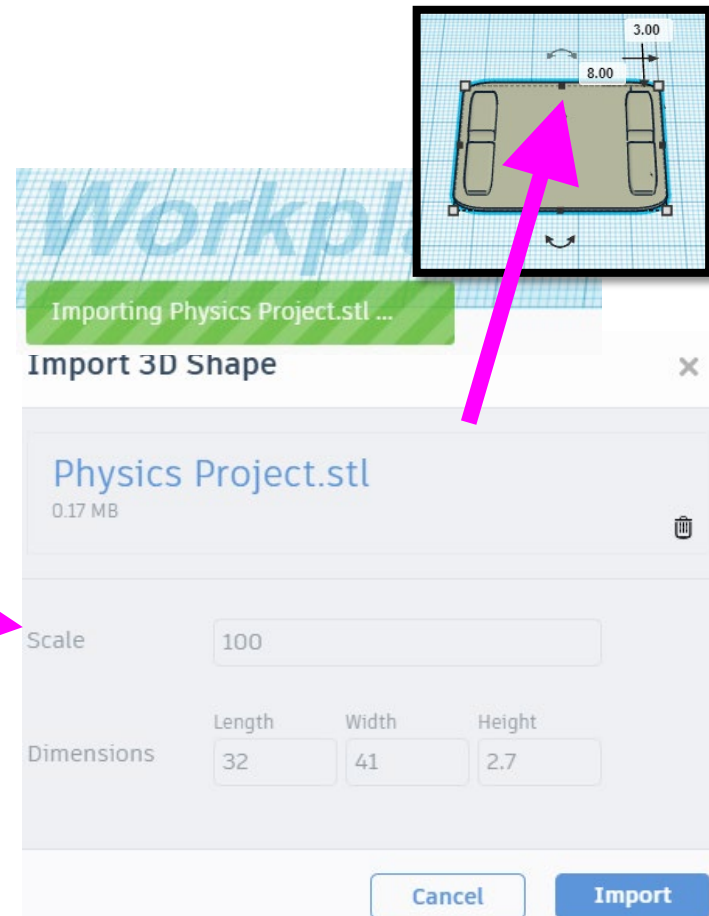 3.00
8.00
Workpla
Importing Physics Project.stl ...
Import 3D Shape
Physics Project.stl
0.17 MB
Scale
100
Length Width Height
Dimensions 32 41 2.7
Cancel Import